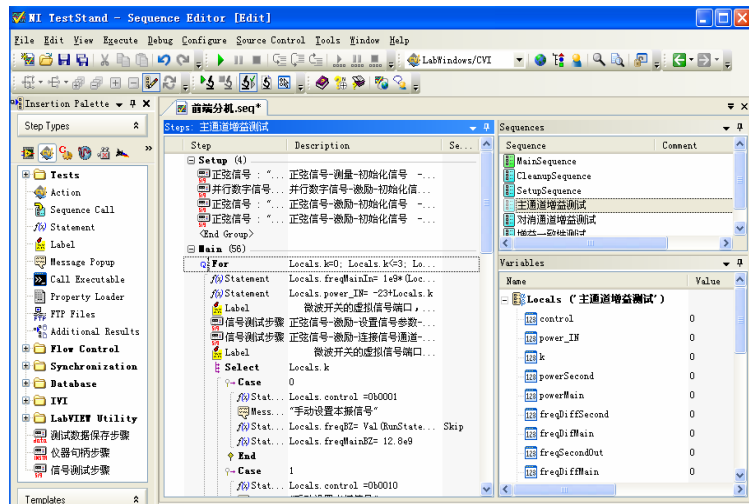 NI TestStand - Sequence Editor [Edit]
File Edit View Execute Debug Configure Source Control Tools Window Help
LabWindows/CVI
Insertion Palette
前端分机.seq*
Step Types
Steps: 主通道增益测试
Sequences
Step Description Se...
Sequence Comment
Tests
Action
Sequence Call
Statement
Label
Message Popup
Call Executable
Property Loader
FTP Files
Additional Results
Flow Control
Synchronization
Database
IVI
LabVIEW Utility
测试数据保存步骤
仪器句柄步骤
信号测试步骤
Templates
Setup (4)
正弦信号 : "... 正弦信号-测量-初始化信号 -...
并行数字信号... 并行数字信号-激励-初始化信...
正弦信号 : "... 正弦信号-激励-初始化信号 -...
正弦信号 : "... 正弦信号-激励-初始化信号 -...
<End Group>
Main (56)
For Locals.k=0; Locals.k<=3; Lo...
Statement Locals.freqMainIn= 1e9*(Loc...
Statement Locals.power_IN= -23+Locals.k
Label 微波开关的虚拟信号端口，...
信号测试步骤 正弦信号-激励-设置信号参数-...
信号测试步骤 正弦信号-激励-连接信号通道-...
Label 微波开关的虚拟信号端口...
Select Locals.k
Case 0
Stat... Locals.control =0b0001
Mess... "手动设置本振信号"
Stat... Locals.freqBZ= Val(RunState... Skip
Stat... Locals.freqMainBZ= 12.8e9
End
Case 1
Stat... Locals.control =0b0010
MainSequence
CleanupSequence
SetupSequence
主通道增益测试
对消通道增益测试
增益一致性测试
Variables
Name Value
Locals ('主通道增益测试')
control 0
power_IN 0
k 0
powerSecond 0
powerMain 0
freqDiffSecond 0
freqDifMain 0
freqSecondOut 0
freqDiffMain 0